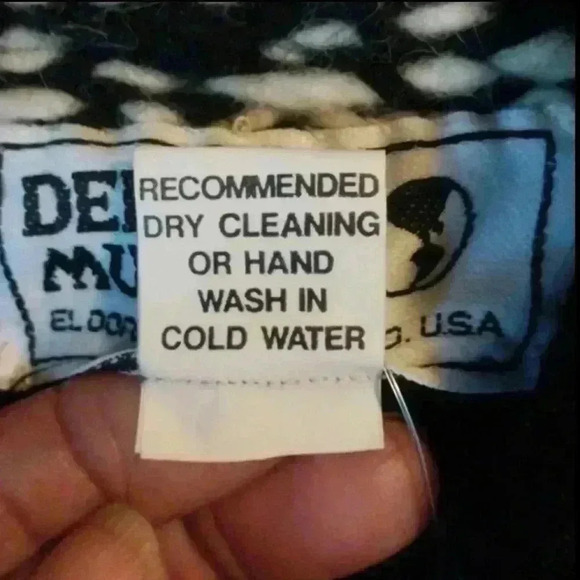 RECOMMENDED
DRY CLEANING
OR HAND
WASH IN
COLD WATER
U.S.A